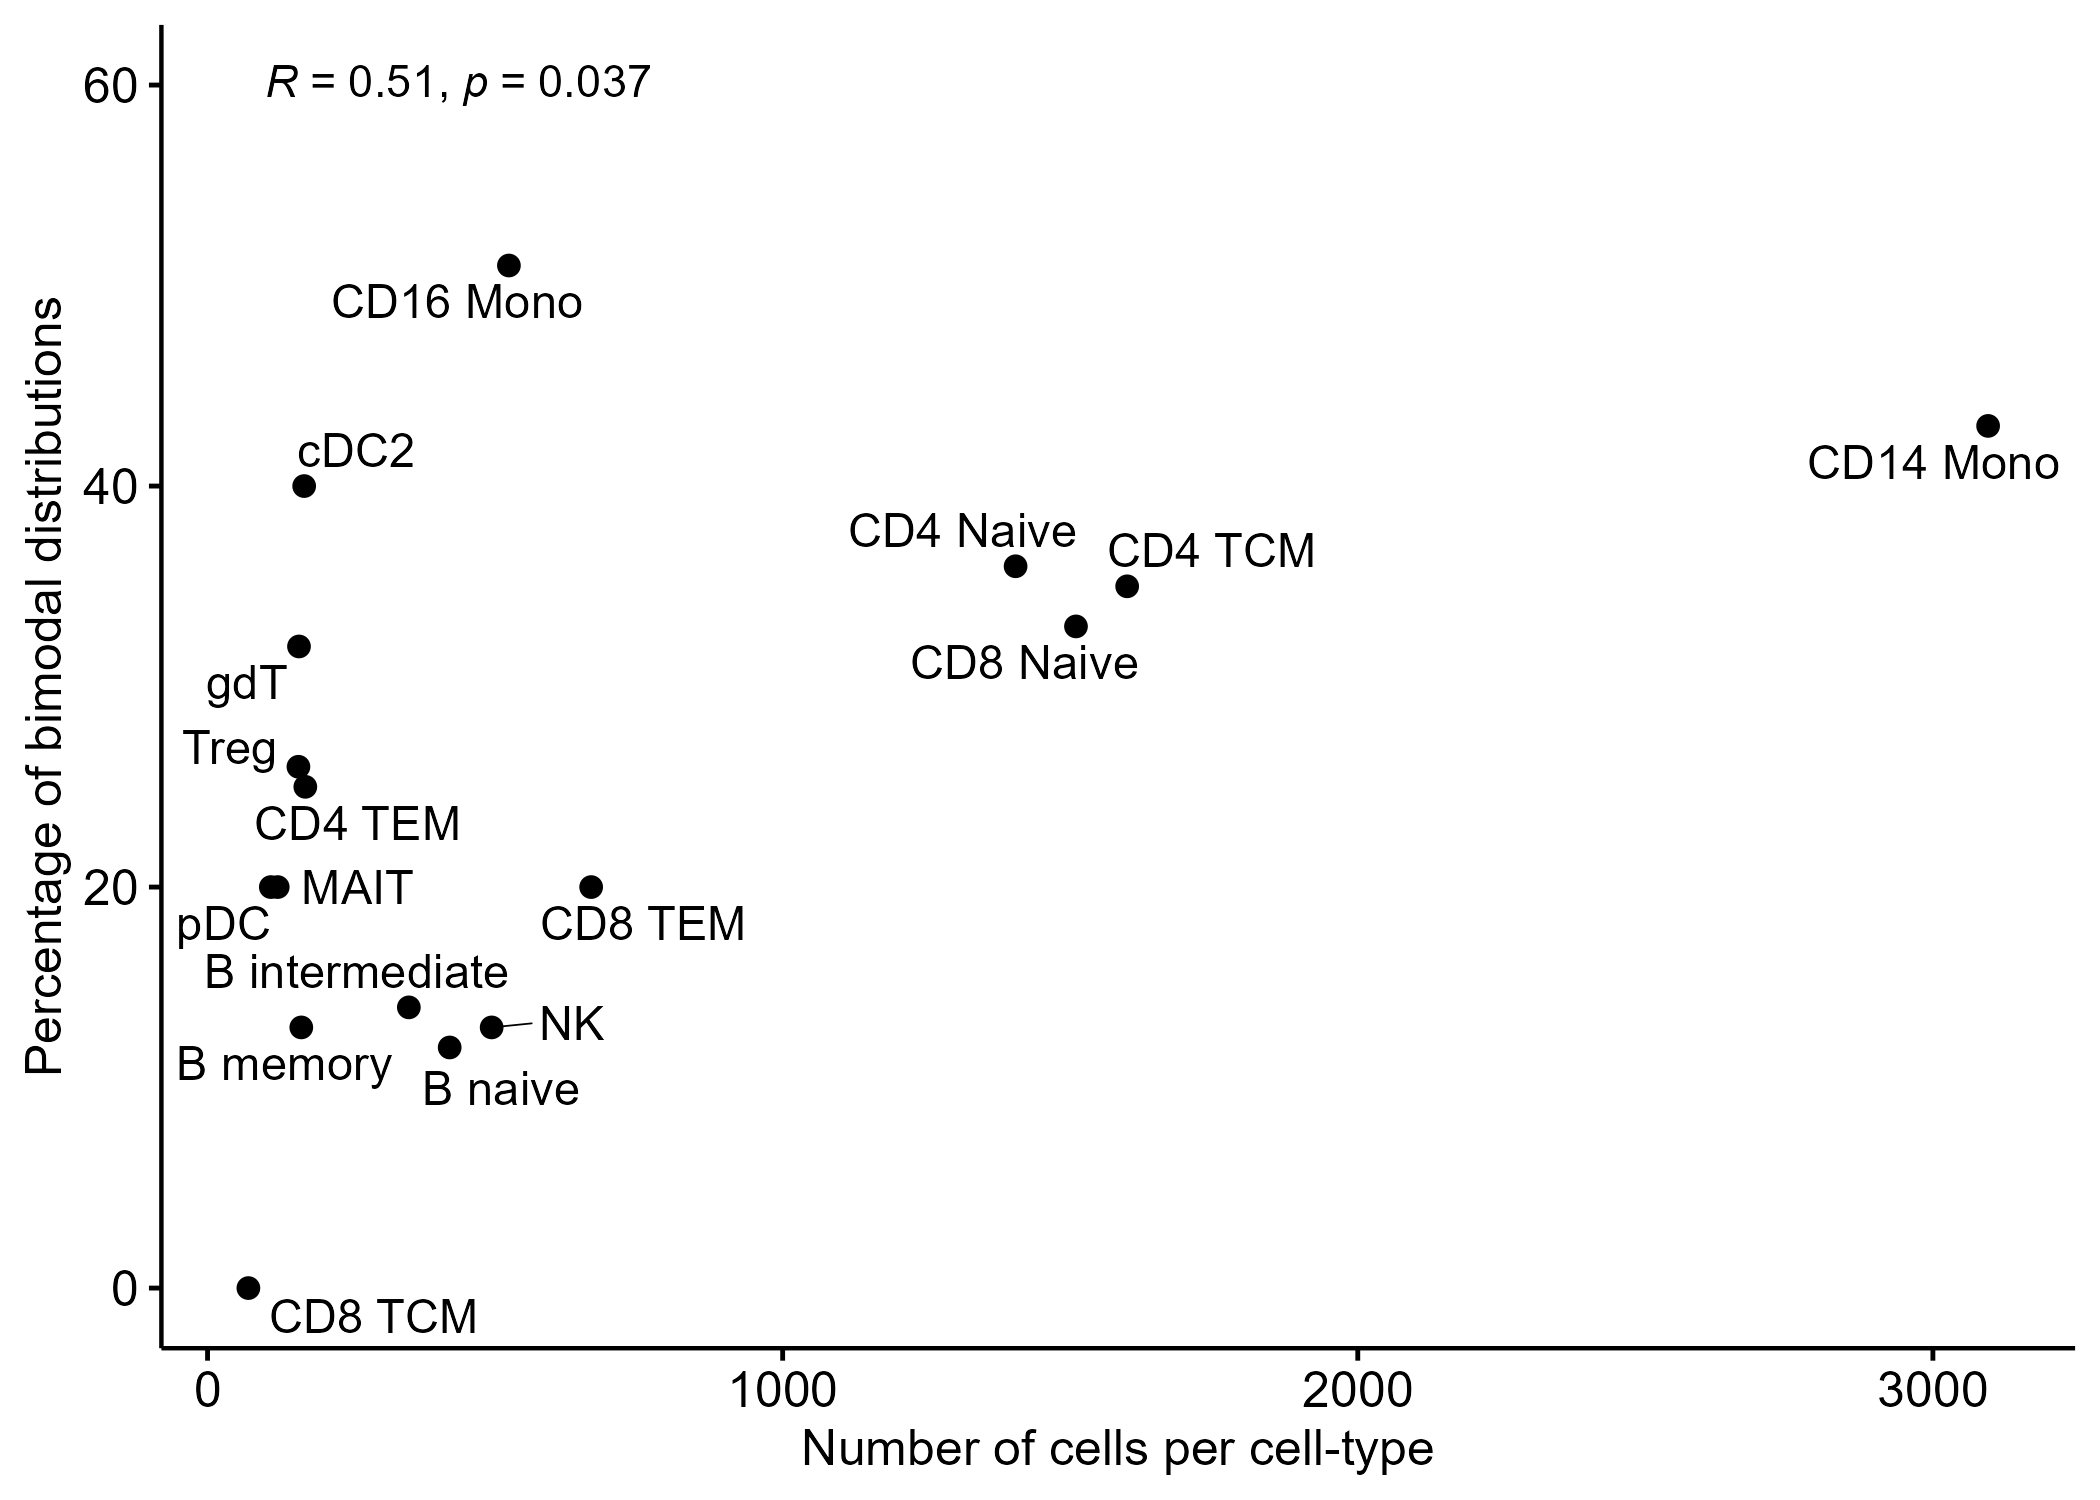 60
R = 0.51, p = 0.037
CD16 Mono
CD14 Mono
cDC2
40
CD4 Naive
CD4 TCM
CD8 Naive
gdT
Treg
CD4 TEM
20
MAIT
pDC
CD8 TEM
B intermediate
NK
B memory
B naive
0
CD8 TCM
Percentage of bimodal distributions
0 1000 2000 3000
Number of cells per cell-type